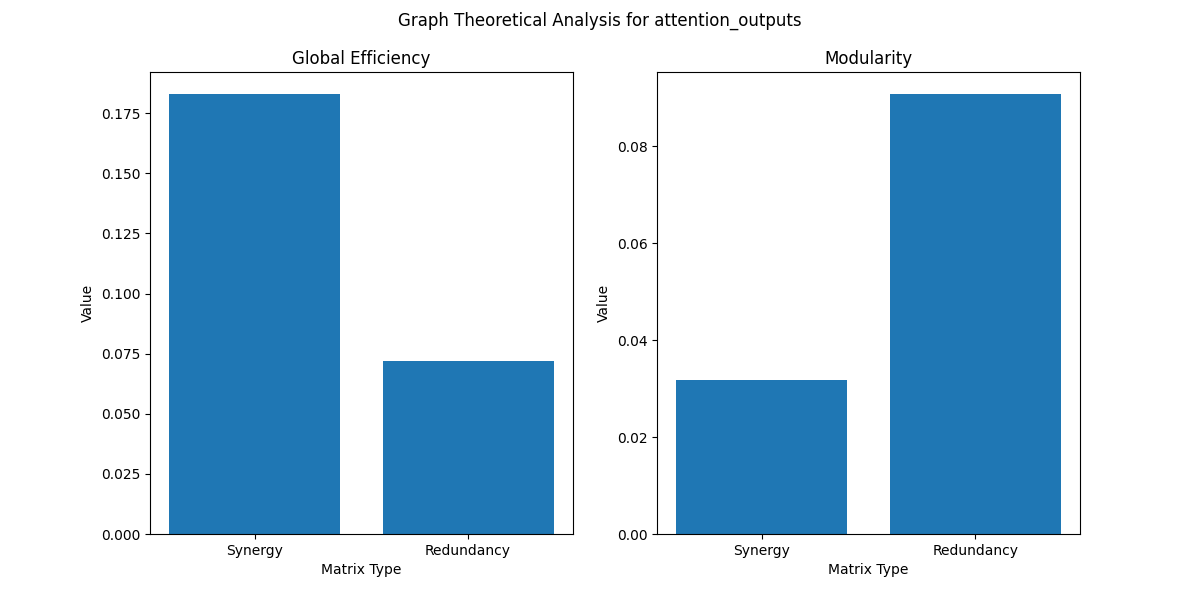 Graph Theoretical Analysis for attention_outputs
Global Efficiency
Value
0.175
0.150
0.125
0.100
0.075
0.050
0.025
0.000
Synergy Redundancy
Matrix Type
Modularity
Value
0.08
0.06
0.04
0.02
0.00
Synergy Redundancy
Matrix Type